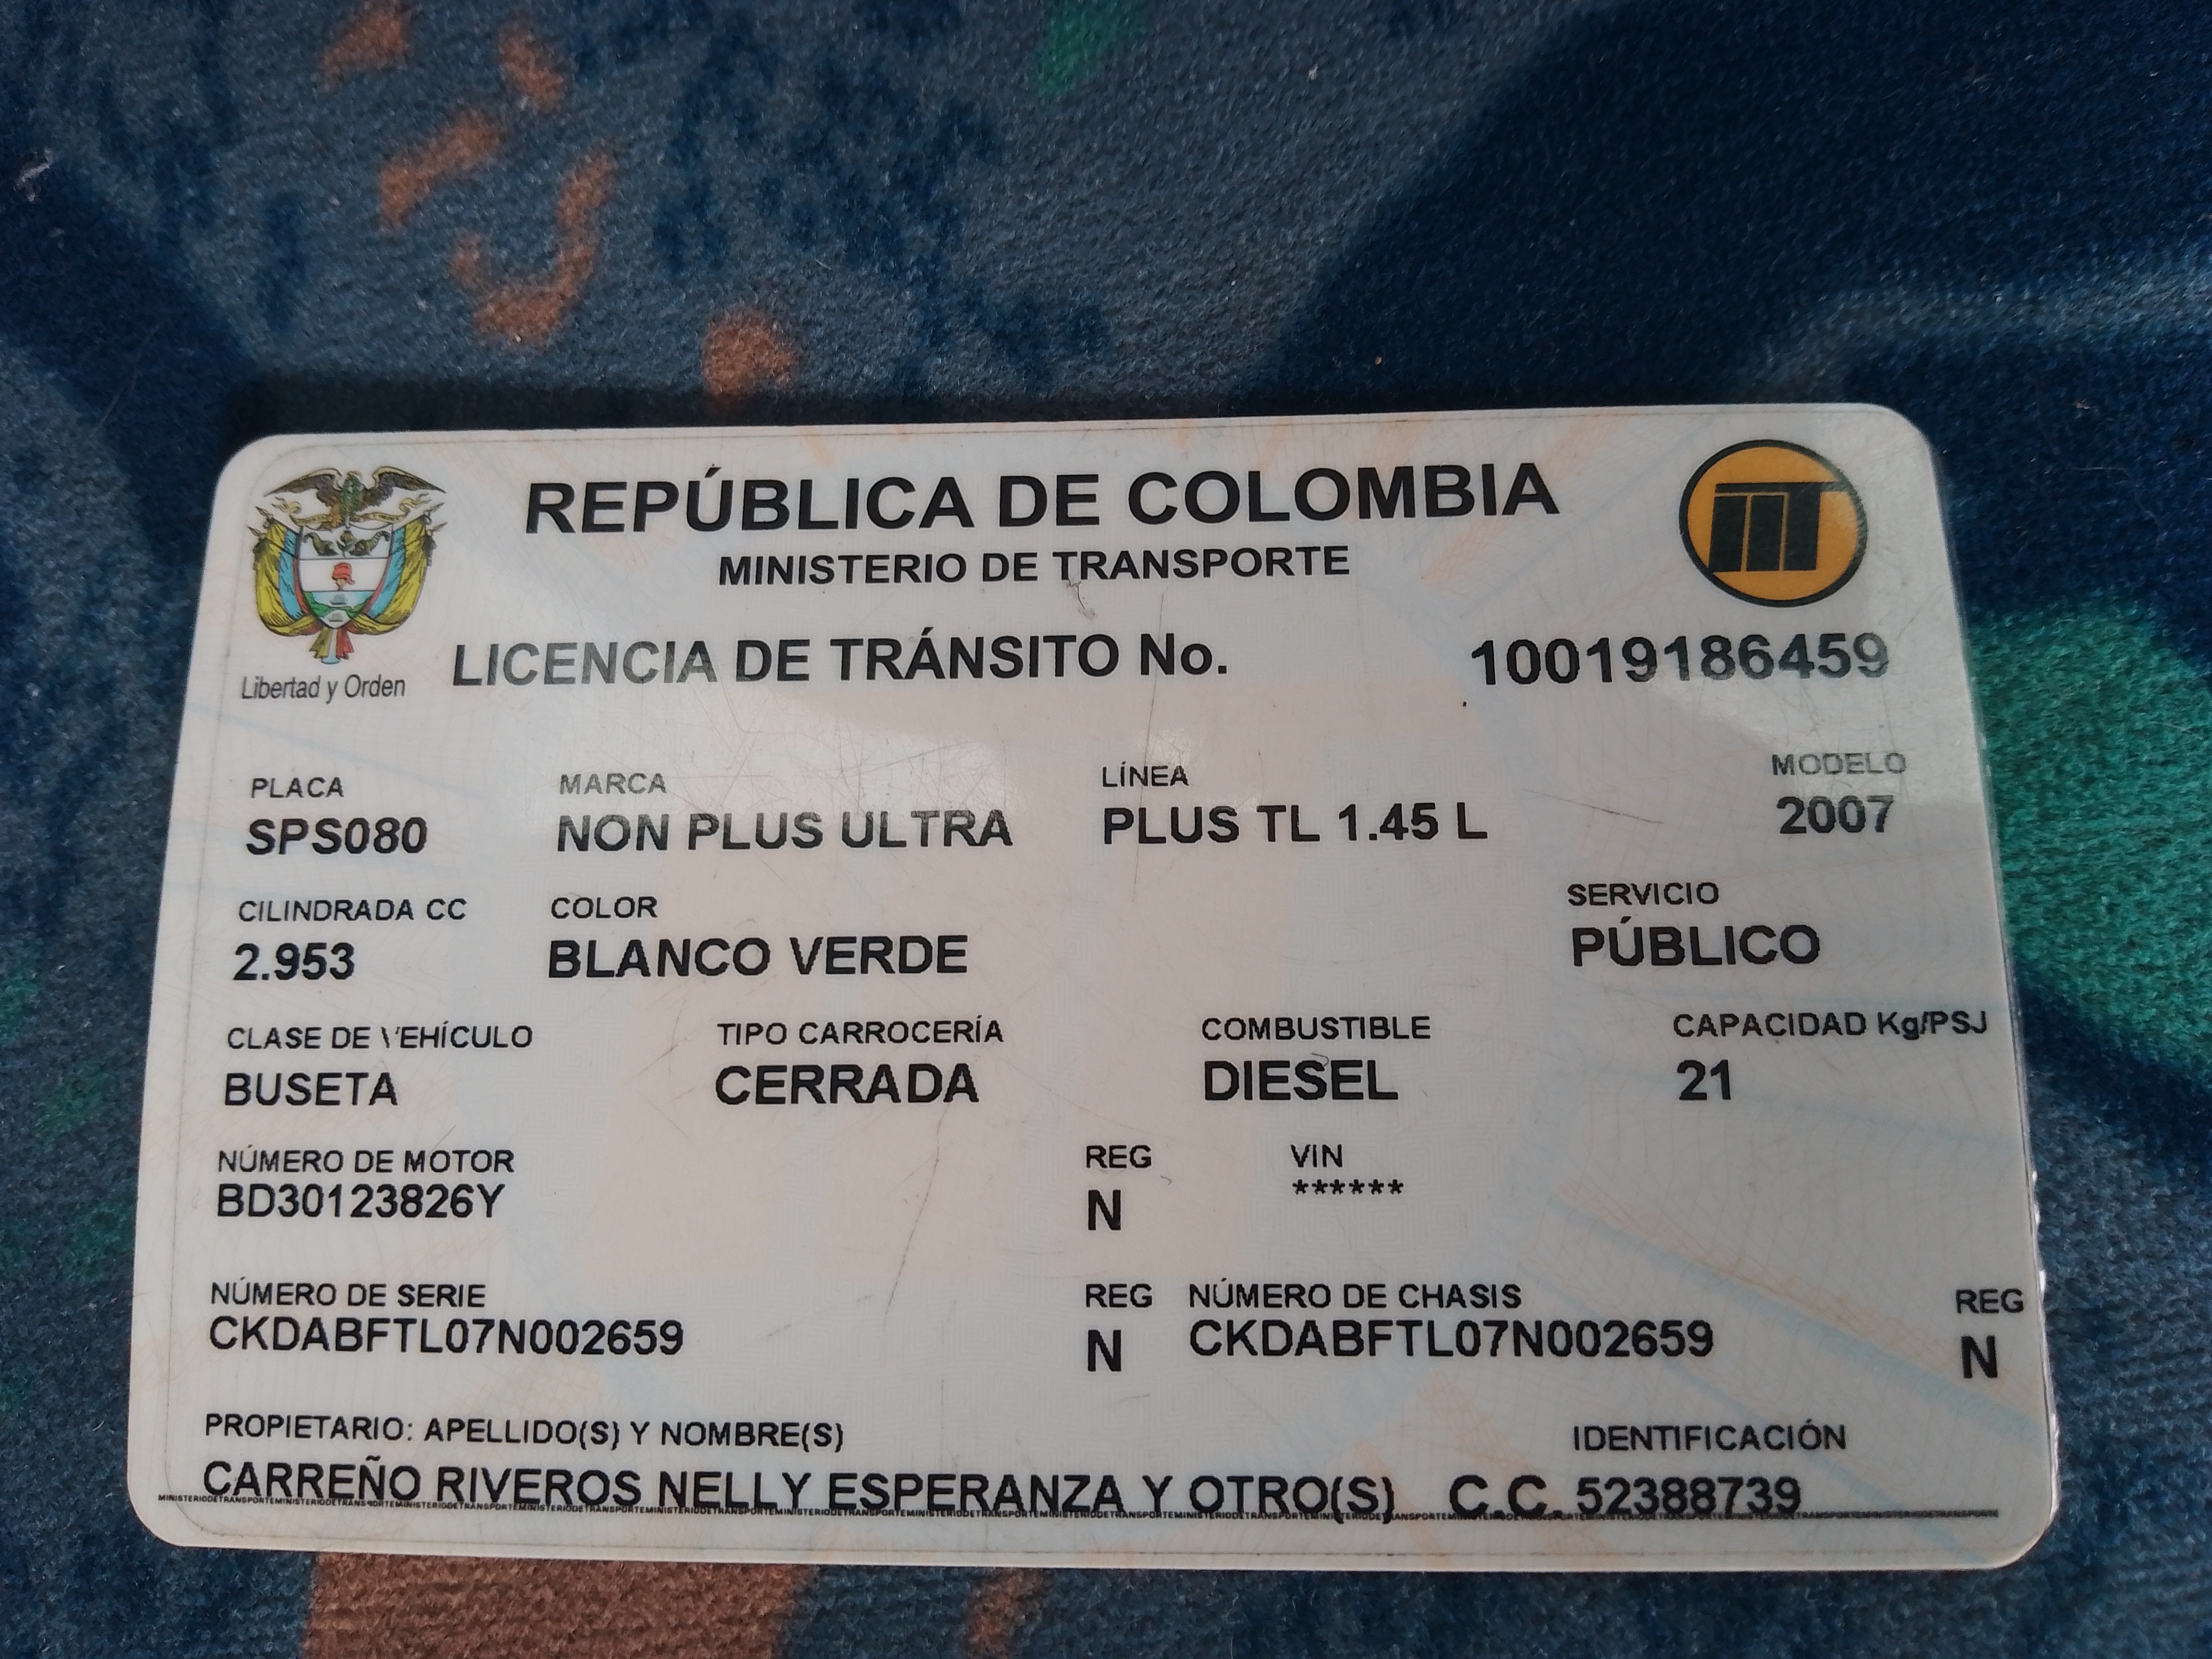 REPÚBLICA DE COLOMBIA
MINISTERIO DE TRANSPORTE
Libertad y Orden
LICENCIA DE TRÁNSITO No. 10019186459
PLACA MARCA LÍNEA MODELO
SPS080 NON PLUS ULTRA PLUS TL 1.45 L 2007
CILINDRADA CC COLOR SERVICIO
2.953 BLANCO VERDE PÚBLICO
CLASE DE VEHÍCULO TIPO CARROCERÍA COMBUSTIBLE CAPACIDAD Kg/PSJ
BUSETA CERRADA DIESEL 21
NÚMERO DE MOTOR REG VIN
BD30123826Y N ******
NÚMERO DE SERIE REG NÚMERO DE CHASIS REG
CKDABFTL07N002659 N CKDABFTL07N002659 N
PROPIETARIO: APELLIDO(S) Y NOMBRE(S) IDENTIFICACIÓN
CARREÑO RIVEROS NELLY ESPERANZA Y OTRO(S) C.C. 52388739